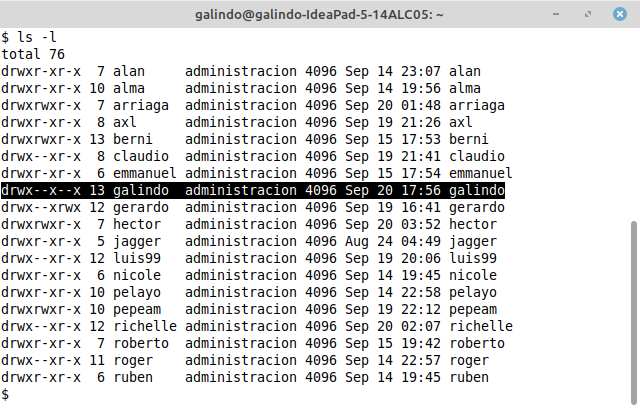 galindo@galindo-IdeaPad-5-14ALC05: ~
$ ls -l
total 76
drwxr-xr-x  7 alan     administracion 4096 Sep 14 23:07 alan
drwxr-xr-x 10 alma     administracion 4096 Sep 14 19:56 alma
drwxrwxr-x  7 arriaga  administracion 4096 Sep 20 01:48 arriaga
drwxr-xr-x  8 axl      administracion 4096 Sep 19 21:26 axl
drwxrwxr-x 13 berni    administracion 4096 Sep 15 17:53 berni
drwx--xr-x  8 claudio  administracion 4096 Sep 19 21:41 claudio
drwxr-xr-x  6 emmanuel administracion 4096 Sep 15 17:54 emmanuel
drwx--x--x 13 galindo  administracion 4096 Sep 20 17:56 galindo
drwx--xrwx 12 gerardo  administracion 4096 Sep 19 16:41 gerardo
drwxrwxr-x  7 hector   administracion 4096 Sep 20 03:52 hector
drwxr-xr-x  5 jagger   administracion 4096 Aug 24 04:49 jagger
drwx--xr-x 12 luis99   administracion 4096 Sep 19 20:06 luis99
drwxr-xr-x  6 nicole   administracion 4096 Sep 14 19:45 nicole
drwxr-xr-x 10 pelayo   administracion 4096 Sep 14 22:58 pelayo
drwxrwxr-x 10 pepeam   administracion 4096 Sep 19 22:12 pepeam
drwx--xr-x 12 richelle administracion 4096 Sep 20 02:07 richelle
drwxr-xr-x  7 roberto  administracion 4096 Sep 15 19:42 roberto
drwx--xr-x 11 roger    administracion 4096 Sep 14 22:57 roger
drwxr-xr-x  6 ruben    administracion 4096 Sep 14 19:45 ruben
$